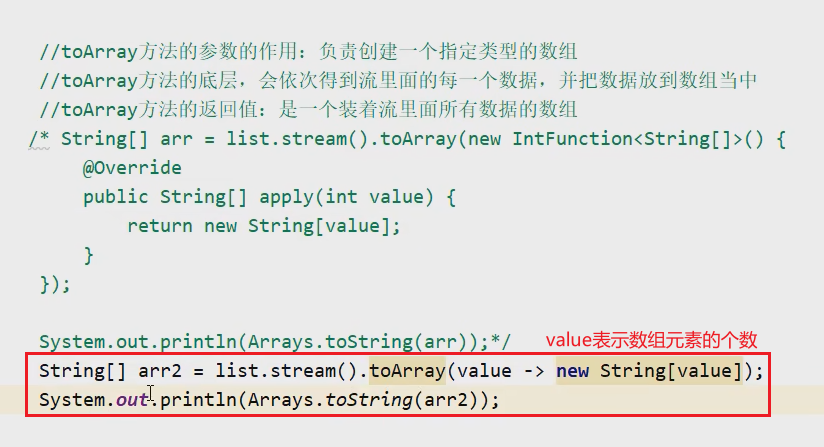 //toArray方法的参数的作用：负责创建一个指定类型的数组
//toArray方法的底层，会依次得到流里面的每一个数据，并把数据放到数组当中
//toArray方法的返回值：是一个装着流里面所有数据的数组
/* String[] arr = list.stream().toArray(new IntFunction<String[]>() {
@Override
public String[] apply(int value) {
return new String[value];
}
});
System.out.println(Arrays.toString(arr));*/
value表示数组元素的个数
String[] arr2 = list.stream().toArray(value -> new String[value]);
System.out.println(Arrays.toString(arr2));